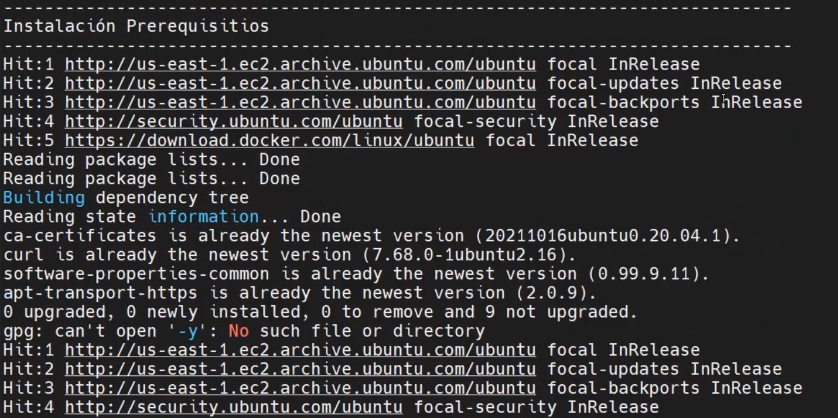 --------------------------------------------------------------------------------
Instalación Prerequisitios
--------------------------------------------------------------------------------
Hit:1 http://us-east-1.ec2.archive.ubuntu.com/ubuntu focal InRelease
Hit:2 http://us-east-1.ec2.archive.ubuntu.com/ubuntu focal-updates InRelease
Hit:3 http://us-east-1.ec2.archive.ubuntu.com/ubuntu focal-backports InRelease
Hit:4 http://security.ubuntu.com/ubuntu focal-security InRelease
Hit:5 https://download.docker.com/linux/ubuntu focal InRelease
Reading package lists... Done
Reading package lists... Done
Building dependency tree
Reading state information... Done
ca-certificates is already the newest version (20211016ubuntu0.20.04.1).
curl is already the newest version (7.68.0-1ubuntu2.16).
software-properties-common is already the newest version (0.99.9.11).
apt-transport-https is already the newest version (2.0.9).
0 upgraded, 0 newly installed, 0 to remove and 9 not upgraded.
gpg: can't open '-y': No such file or directory
Hit:1 http://us-east-1.ec2.archive.ubuntu.com/ubuntu focal InRelease
Hit:2 http://us-east-1.ec2.archive.ubuntu.com/ubuntu focal-updates InRelease
Hit:3 http://us-east-1.ec2.archive.ubuntu.com/ubuntu focal-backports InRelease
Hit:4 http://security.ubuntu.com/ubuntu focal-security InRelease